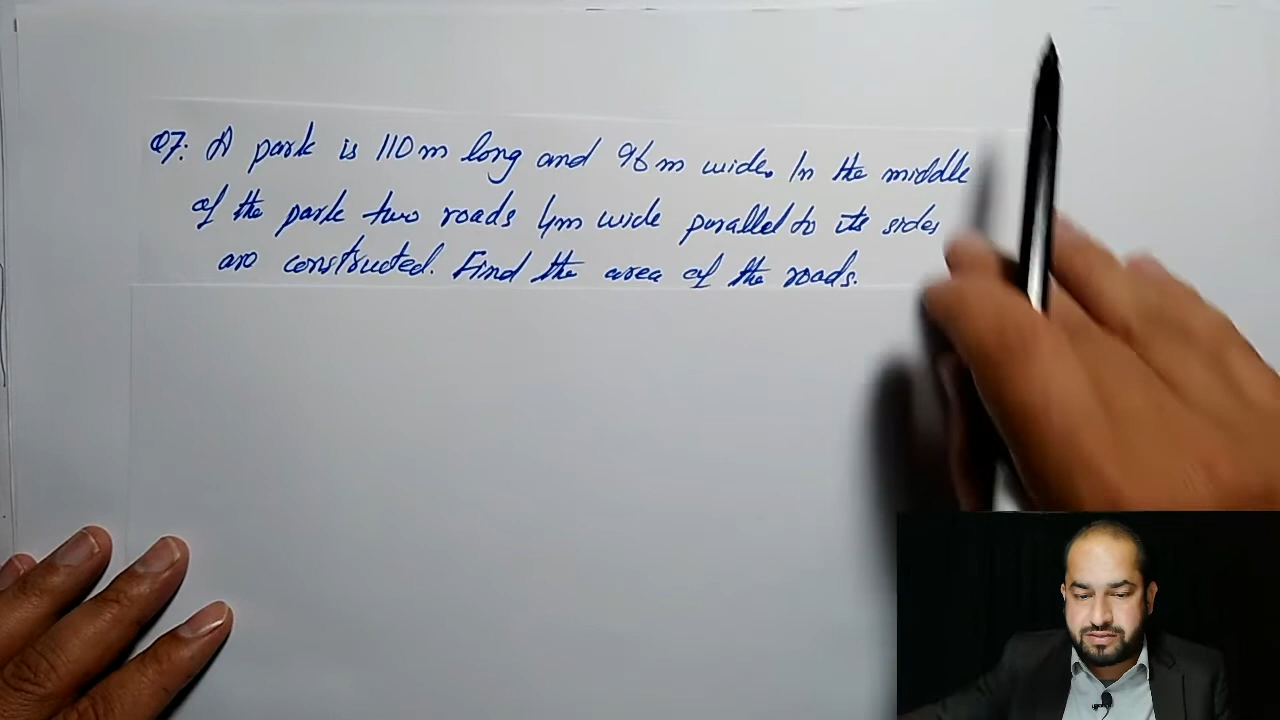 Q7: A park is 110m long and 96m wide. In the middle
of the park two roads 4m wide parallel to its sides
are constructed. Find the area of the roads.